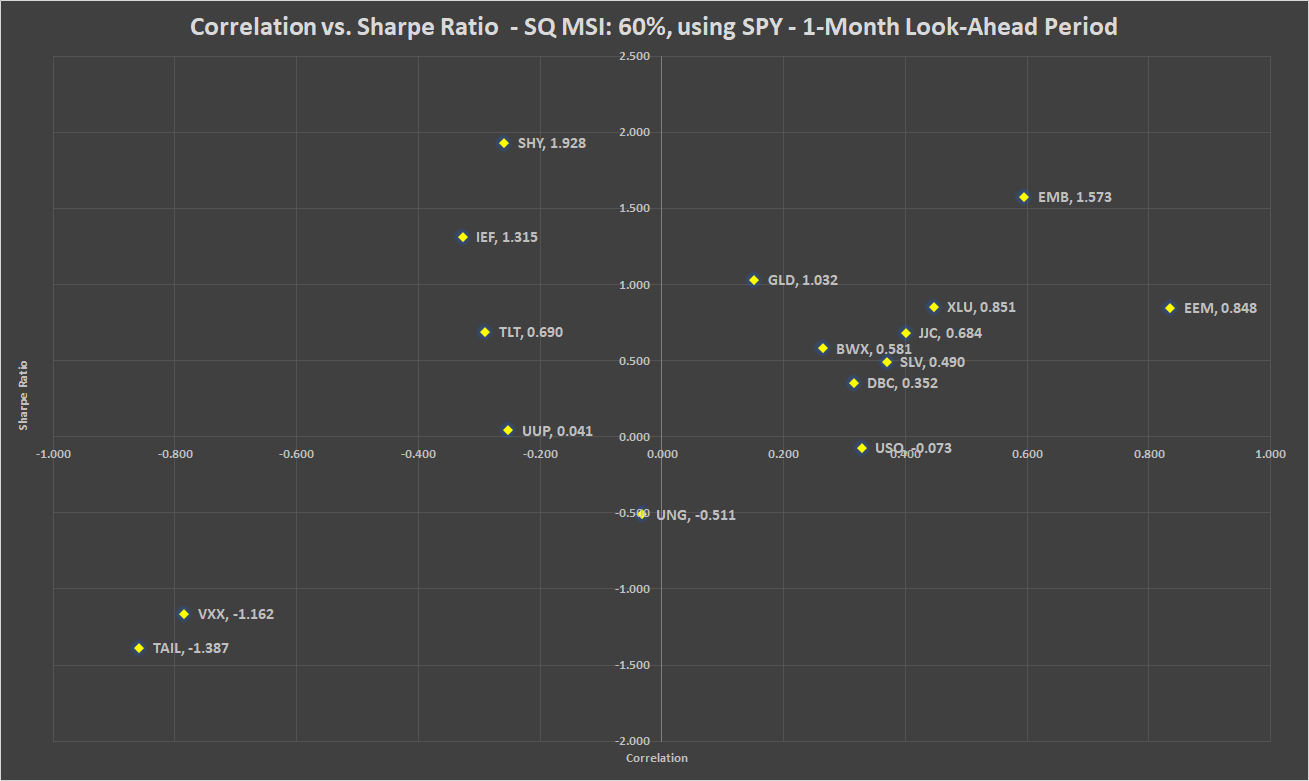 Correlation vs. Sharpe Ratio - SQ MSI: 60%, using SPY - 1-Month Look-Ahead Period
2.500
2.000
SHY, 1.928
1.500
EMB, 1.573
IEF, 1.315
1.000
GLD, 1.032
XLU, 0.851
EEM, 0.848
TLT, 0.690
JJC, 0.684
BWX, 0.581
0.500
SLV, 0.490
DBC, 0.352
Sharpe Ratio
UUP, 0.041
0.000
USO, -0.073
-1.000 -0.800 -0.600 -0.400 -0.200 0.000 0.200 0.400 0.600 0.800 1.000
-0.500
UNG, -0.511
-1.000
VXX, -1.162
TAIL, -1.387
-1.500
-2.000
Correlation